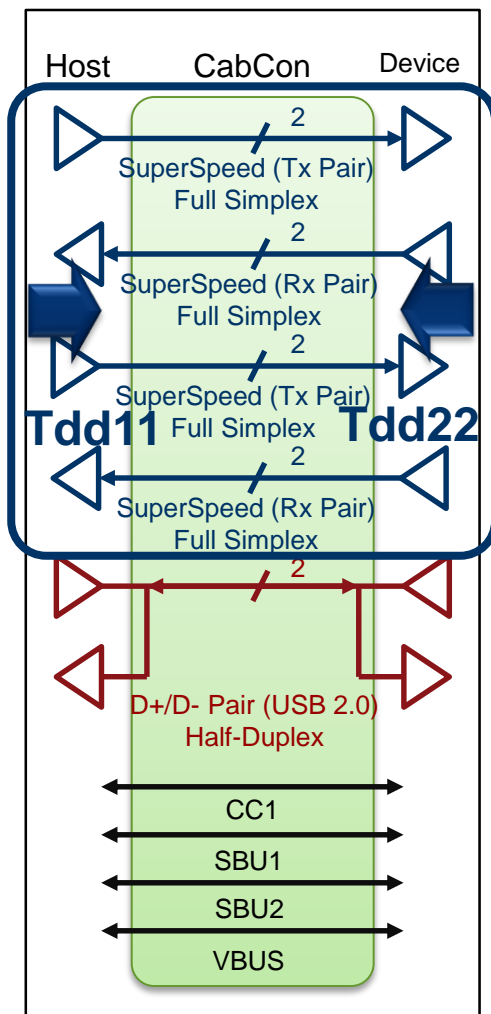 Host CabCon Device
2
SuperSpeed (Tx Pair)
Full Simplex
2
SuperSpeed (Rx Pair)
Full Simplex
2
SuperSpeed (Tx Pair)
Tdd11 Full Simplex Tdd22
2
SuperSpeed (Rx Pair)
Full Simplex
2
D+/D- Pair (USB 2.0)
Half-Duplex
CC1
SBU1
SBU2
VBUS